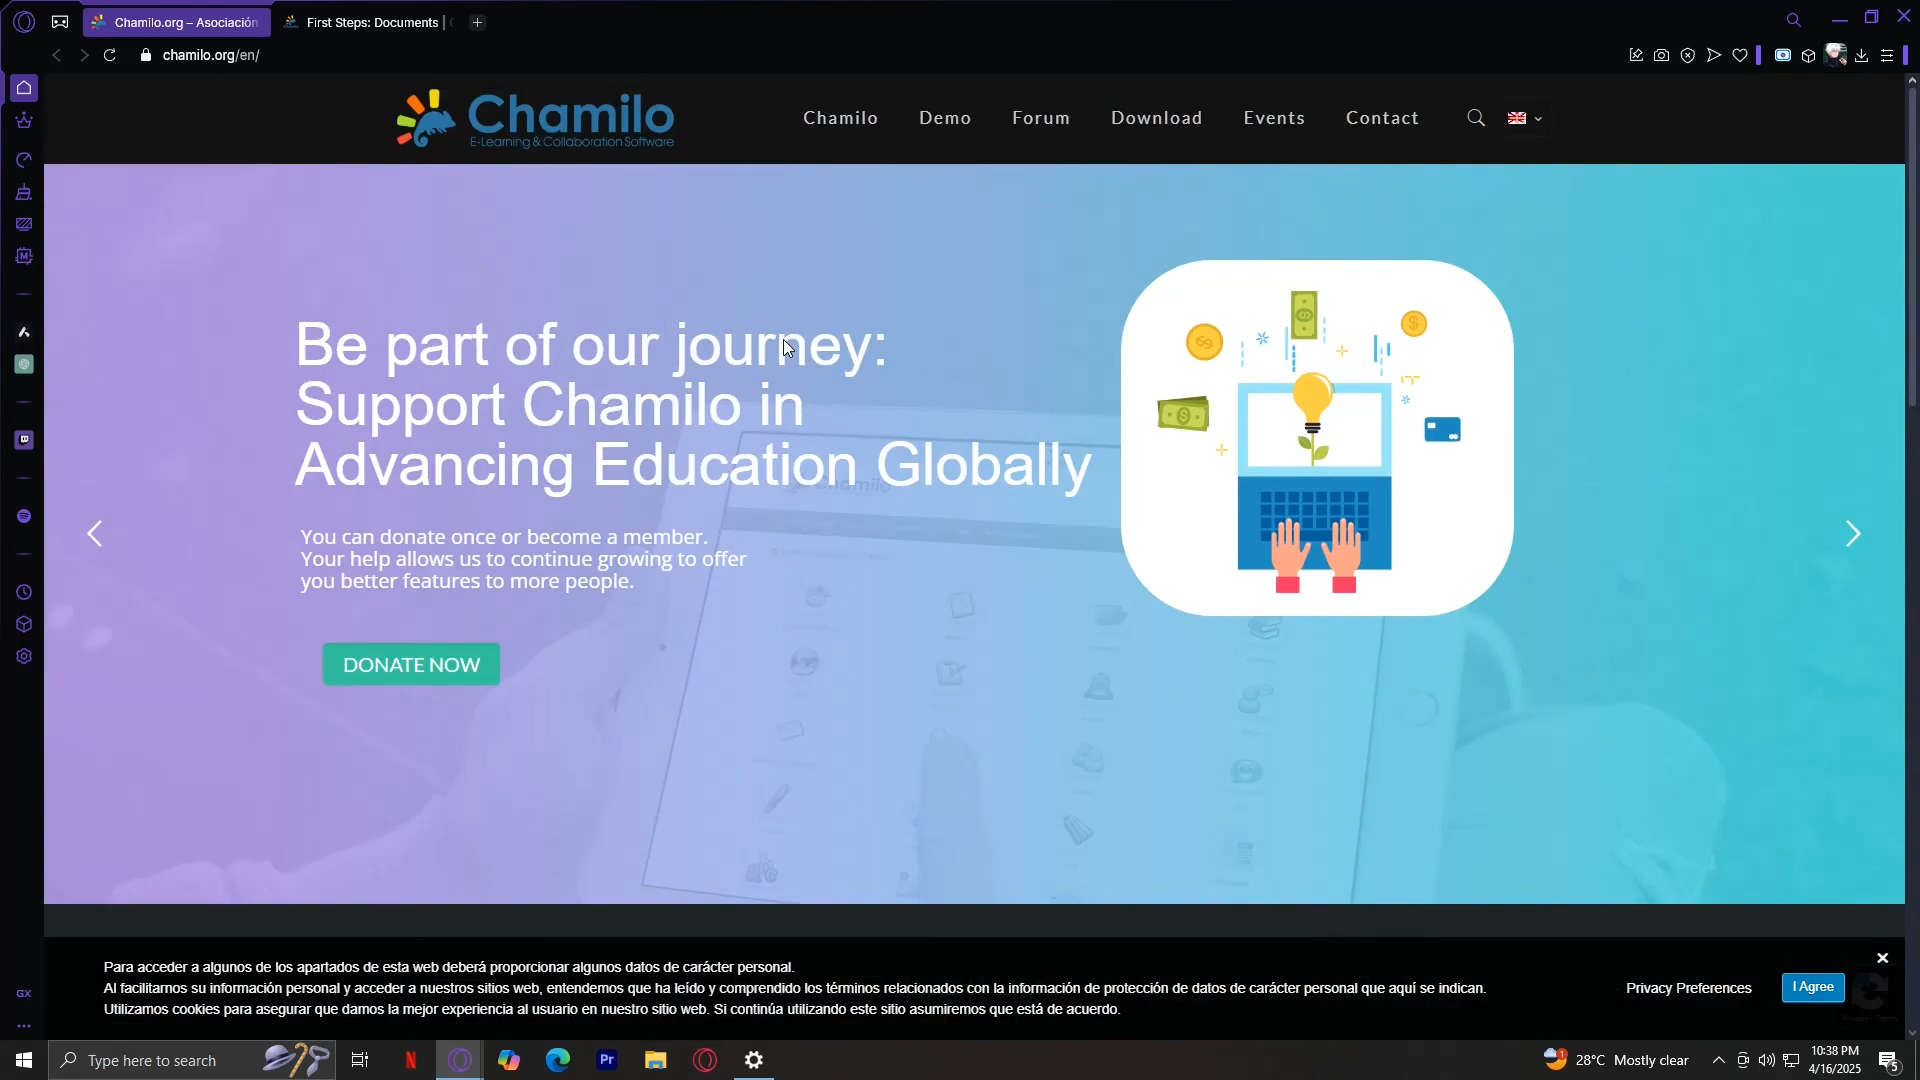 Chamilo.org – Asociación
First Steps: Documents |
chamilo.org/en/
Chamilo
E-Learning & Collaboration Software
Chamilo
Demo
Forum
Download
Events
Contact
Be part of our journey:
Support Chamilo in
Advancing Education Globally
You can donate once or become a member.
Your help allows us to continue growing to offer
you better features to more people.
DONATE NOW
Para acceder a algunos de los apartados de esta web deberá proporcionar algunos datos de carácter personal.
Al facilitarnos su información personal y acceder a nuestros sitios web, entendemos que ha leído y comprendido los términos relacionados con la información de protección de datos de carácter personal que aquí se indican.
Utilizamos cookies para asegurar que damos la mejor experiencia al usuario en nuestro sitio web. Si continúa utilizando este sitio asumiremos que está de acuerdo.
Privacy Preferences
I Agree
GX
Type here to search
Pr
1
28°C Mostly clear
10:38 PM
4/16/2025
5